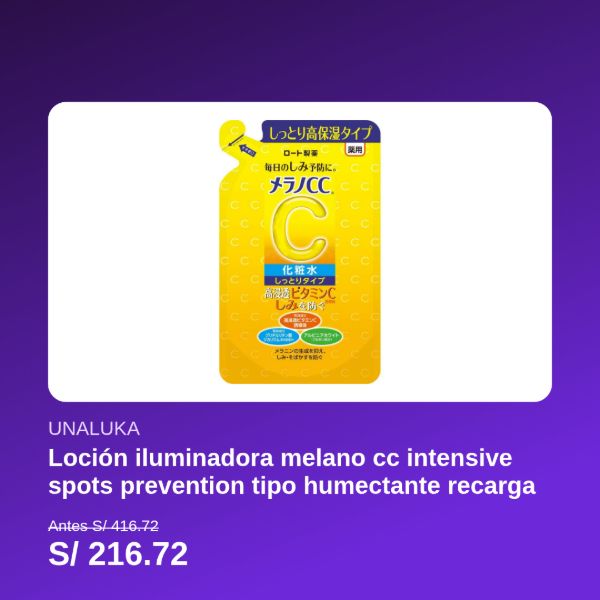 しっとり高保湿タイプ
ロート製薬
薬用
毎日のしみ予防に。
メラノCC
C
化粧水
しっとりタイプ
高浸透ビタミンC
しみを防ぐ
メラニンの生成を抑え、
しみ・そばかすを防ぐ
UNALUKA
Loción iluminadora melano cc intensive
spots prevention tipo humectante recarga
Antes S/ 416.72
S/ 216.72